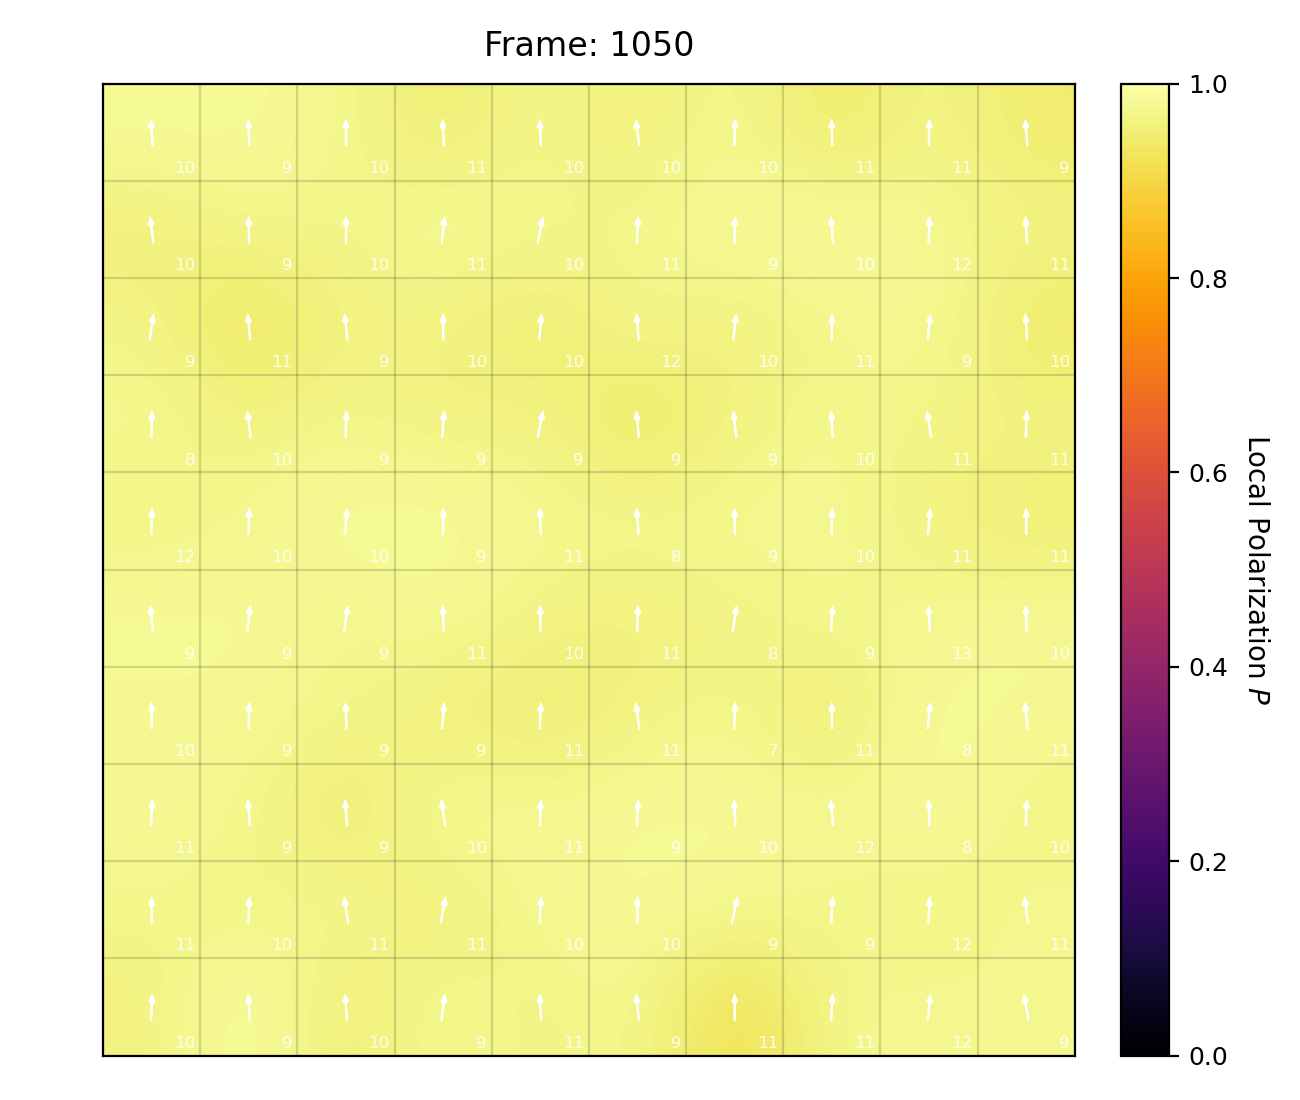 Frame: 1050
10 9 10 11 10 10 10 11 11 9
10 9 10 11 10 11 9 10 12 11
9 11 9 10 10 12 10 11 9 10
8 10 9 9 9 9 9 10 11 11
12 10 10 9 11 8 9 10 11 11
9 9 9 11 10 11 8 9 13 10
10 9 9 9 11 11 7 11 8 11
11 9 9 10 11 9 10 12 8 10
11 10 11 11 10 10 9 9 12 11
10 9 10 9 11 9 11 11 12 9
1.0
0.8
0.6
0.4
0.2
0.0
Local Polarization P